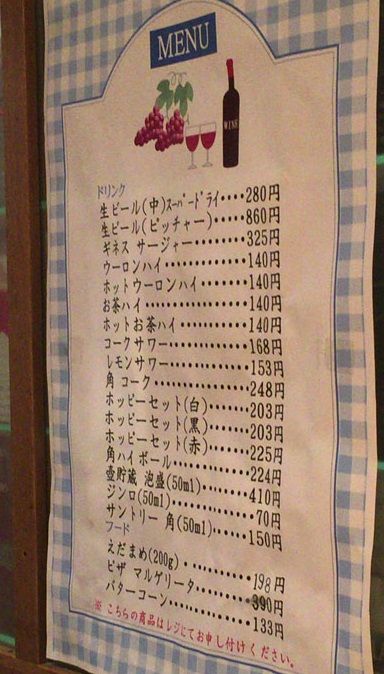 MENU
WINE
ドリンク
生ビール(中)スーパードライ････280円
生ビール(ピッチャー)･････860円
ギネス サージャー････････325円
ウーロンハイ････････････140円
ホットウーロンハイ･･･････140円
お茶ハイ･･･････････････140円
ホットお茶ハイ･･････････140円
コークサワー････････････168円
レモンサワー････････････153円
角 コーク･･････････････248円
ホッピーセット(白)･･････203円
ホッピーセット(黒)･･････203円
ホッピーセット(赤)･･････225円
角ハイボール････････････224円
壺貯蔵 泡盛(50ml)･･････410円
ジンロ(50ml)･･････････70円
サントリー 角(50ml)････150円
フード
えだまめ(200g)･････････198円
ピザ マルゲリータ･･･････390円
バターコーン････････････133円
※ こちらの商品はレジにてお申し付けください。